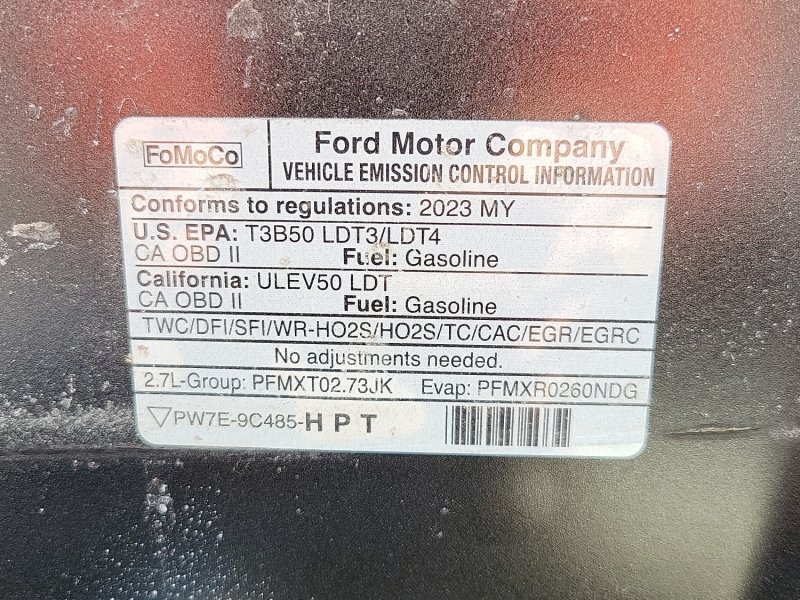 FoMoCo
Ford Motor Company
VEHICLE EMISSION CONTROL INFORMATION
Conforms to regulations: 2023 MY
U.S. EPA: T3B50 LDT3/LDT4
CA OBD II Fuel: Gasoline
California: ULEV50 LDT
CA OBD II Fuel: Gasoline
TWC/DFI/SFI/WR-HO2S/HO2S/TC/CAC/EGR/EGRC
No adjustments needed.
2.7L-Group: PFMXT02.73JK Evap: PFMXR0260NDG
▽PW7E-9C485-H P T